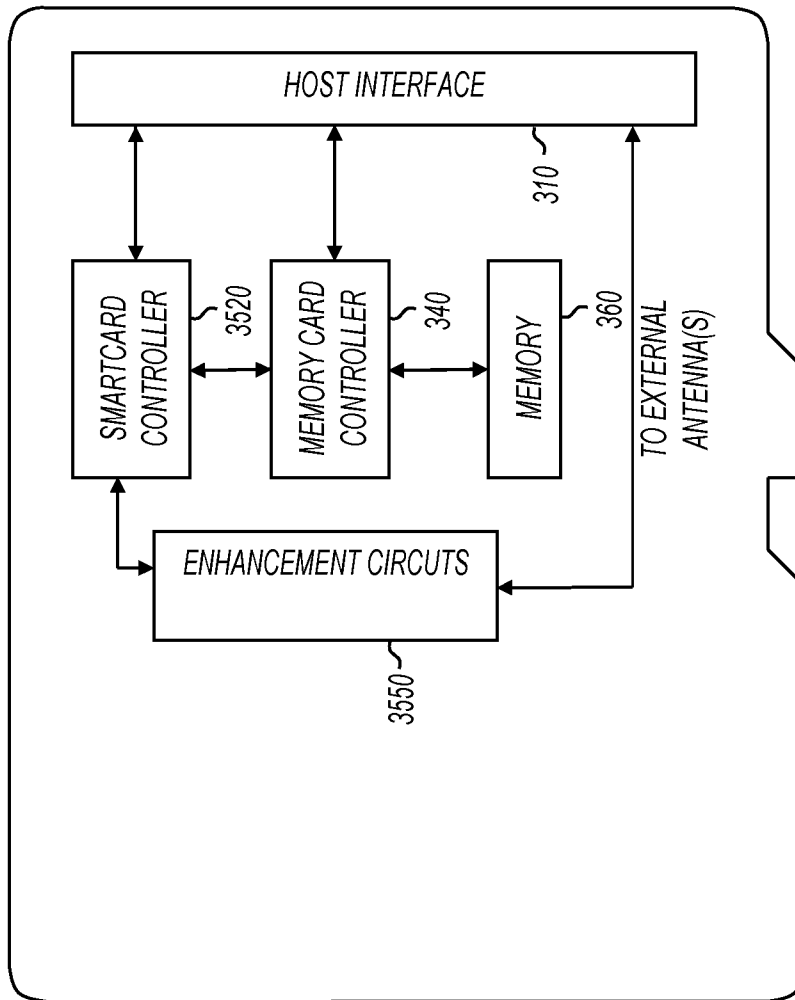 HOST INTERFACE
310
SMARTCARD
CONTROLLER
3520
MEMORY CARD
CONTROLLER
340
MEMORY
360
TO EXTERNAL
ANTENNA(S)
ENHANCEMENT CIRCUTS
3550